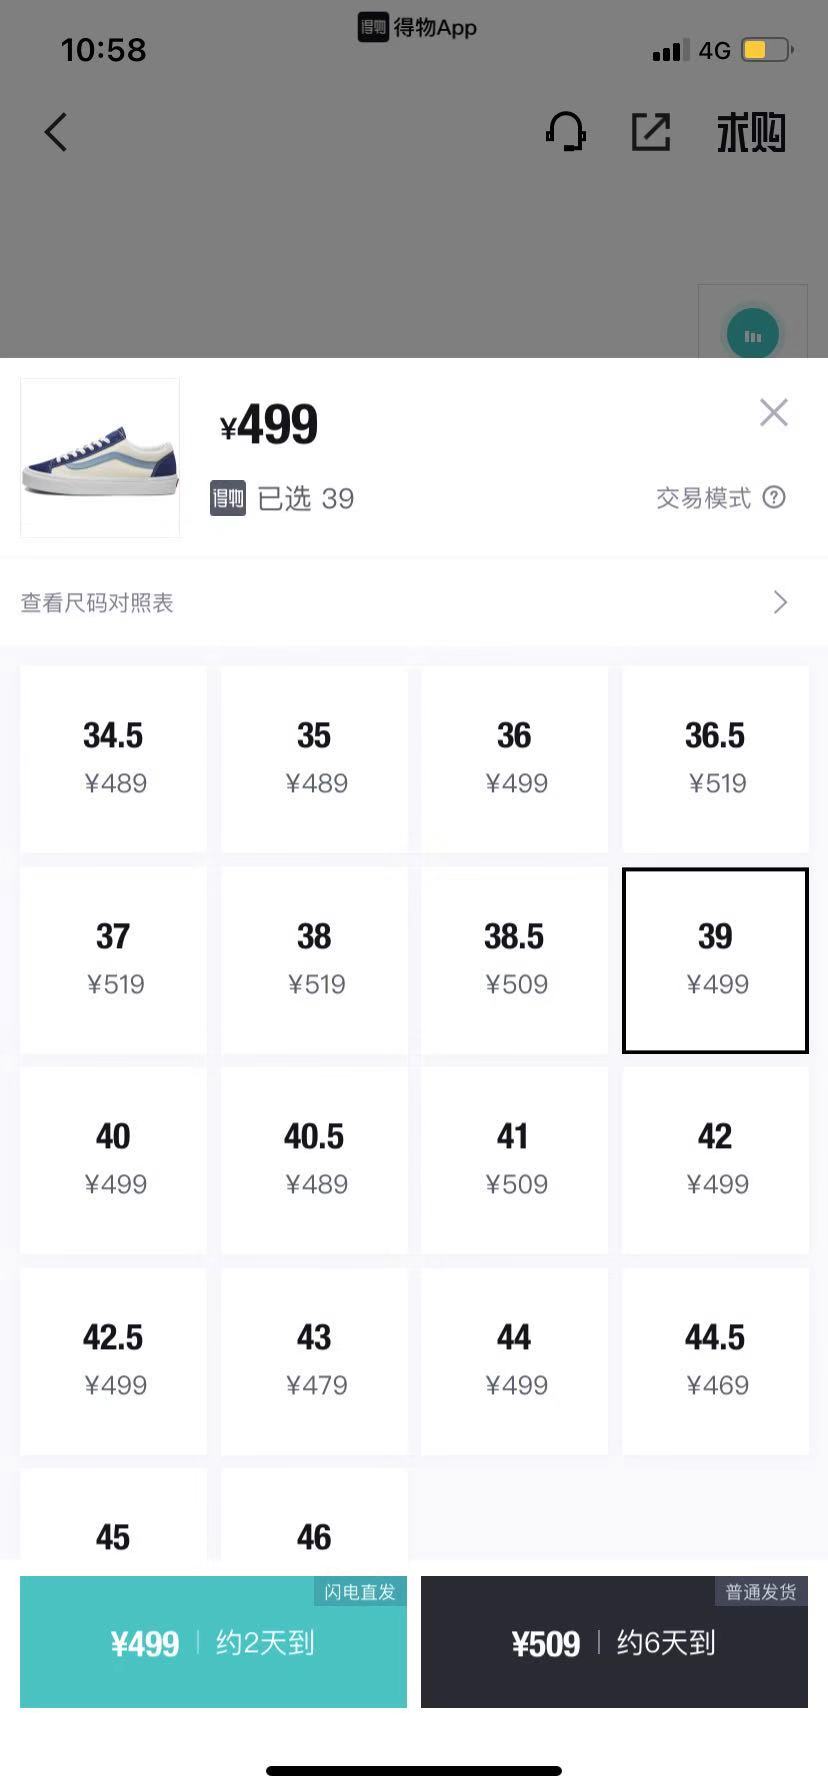 得物 得物App
10:58
4G
求购
¥499
得物 已选 39
交易模式 ?
查看尺码对照表
34.5 35 36 36.5
¥489 ¥489 ¥499 ¥519
37 38 38.5 39
¥519 ¥519 ¥509 ¥499
40 40.5 41 42
¥499 ¥489 ¥509 ¥499
42.5 43 44 44.5
¥499 ¥479 ¥499 ¥469
45 46
闪电直发 普通发货
¥499 | 约2天到 ¥509 | 约6天到